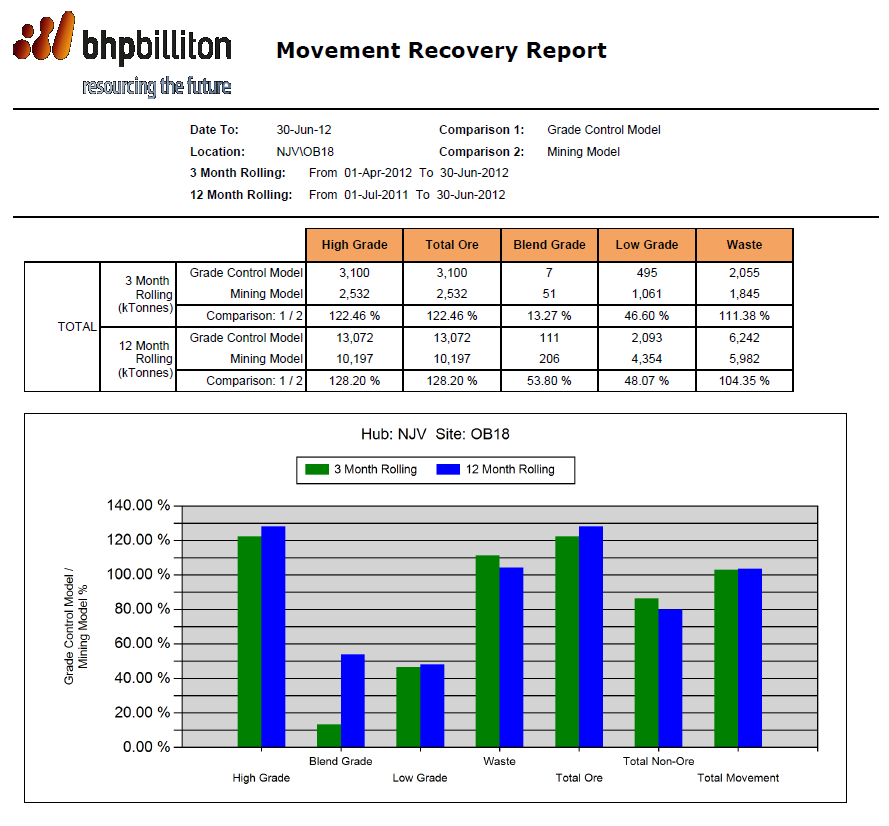 bhpbilliton
resourcing the future
Movement Recovery Report
Date To: 30-Jun-12 Comparison 1: Grade Control Model
Location: NJV\OB18 Comparison 2: Mining Model
3 Month Rolling: From 01-Apr-2012 To 30-Jun-2012
12 Month Rolling: From 01-Jul-2011 To 30-Jun-2012
High Grade Total Ore Blend Grade Low Grade Waste
TOTAL
3 Month
Rolling
(kTonnes)
Grade Control Model 3,100 3,100 7 495 2,055
Mining Model 2,532 2,532 51 1,061 1,845
Comparison: 1 / 2 122.46 % 122.46 % 13.27 % 46.60 % 111.38 %
12 Month
Rolling
(kTonnes)
Grade Control Model 13,072 13,072 111 2,093 6,242
Mining Model 10,197 10,197 206 4,354 5,982
Comparison: 1 / 2 128.20 % 128.20 % 53.80 % 48.07 % 104.35 %
Hub: NJV Site: OB18
3 Month Rolling 12 Month Rolling
Grade Control Model /
Mining Model %
140.00 %
120.00 %
100.00 %
80.00 %
60.00 %
40.00 %
20.00 %
0.00 %
High Grade
Blend Grade
Low Grade
Waste
Total Ore
Total Non-Ore
Total Movement